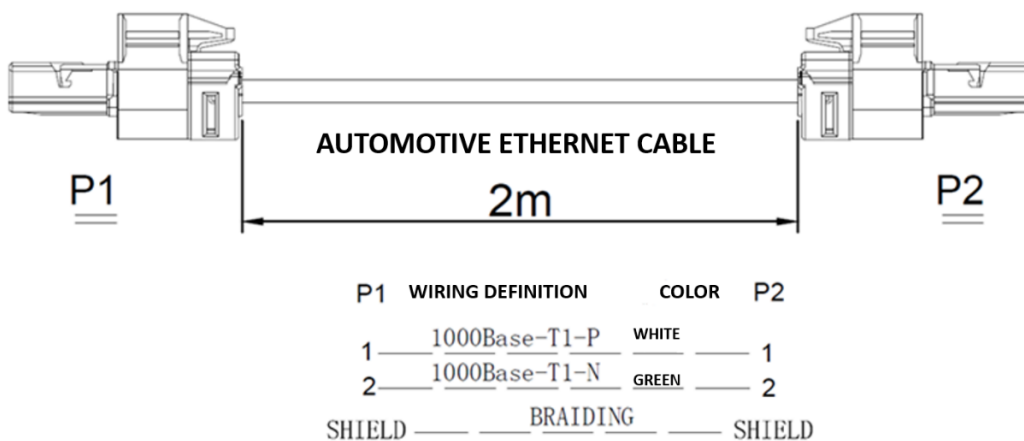 AUTOMOTIVE ETHERNET CABLE
P1 2m P2
P1 WIRING DEFINITION COLOR P2
1 1000Base-T1-P WHITE 1
2 1000Base-T1-N GREEN 2
SHIELD BRAIDING SHIELD